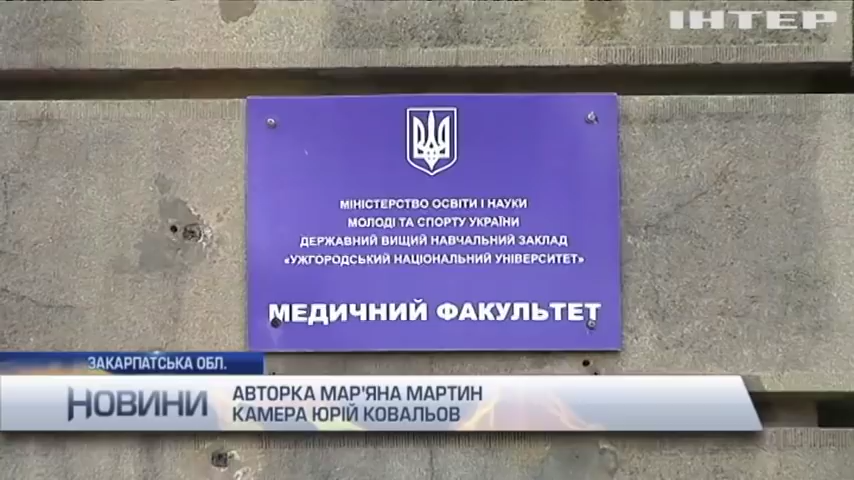 ІНТЕР
МІНІСТЕРСТВО ОСВІТИ І НАУКИ
МОЛОДІ ТА СПОРТУ УКРАЇНИ
ДЕРЖАВНИЙ ВИЩИЙ НАВЧАЛЬНИЙ ЗАКЛАД
«УЖГОРОДСЬКИЙ НАЦІОНАЛЬНИЙ УНІВЕРСИТЕТ»
МЕДИЧНИЙ ФАКУЛЬТЕТ
ЗАКАРПАТСЬКА ОБЛ.
НОВИНИ
АВТОРКА МАР'ЯНА МАРТИН
КАМЕРА ЮРІЙ КОВАЛЬОВ